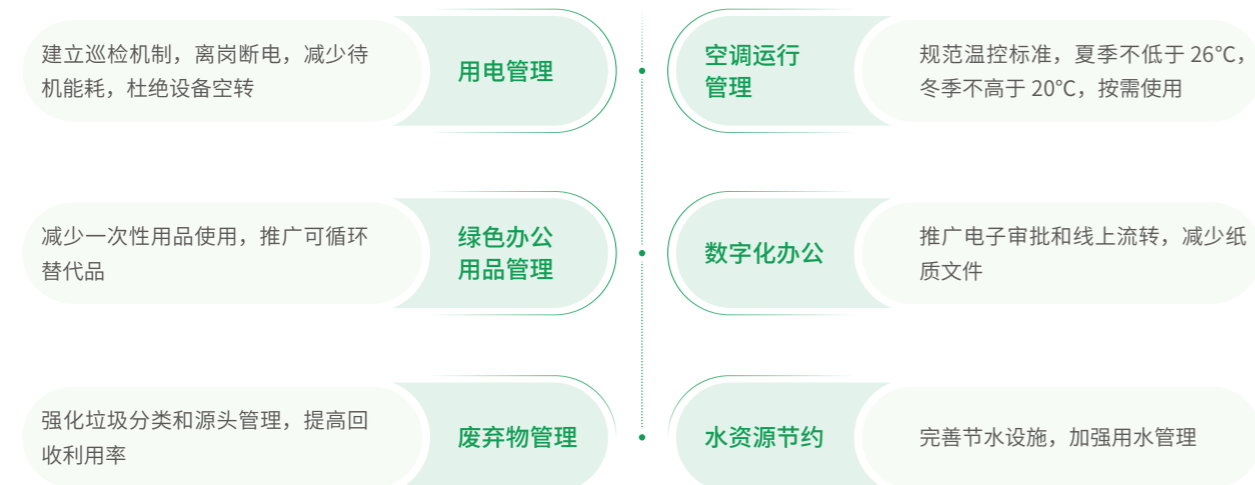 建立巡检机制，离岗断电，减少待
机能耗，杜绝设备空转
用电管理
空调运行
管理
规范温控标准，夏季不低于 26℃，
冬季不高于 20℃，按需使用
减少一次性用品使用，推广可循环
替代品
绿色办公
用品管理
数字化办公
推广电子审批和线上流转，减少纸
质文件
强化垃圾分类和源头管理，提高回
收利用率
废弃物管理
水资源节约
完善节水设施，加强用水管理